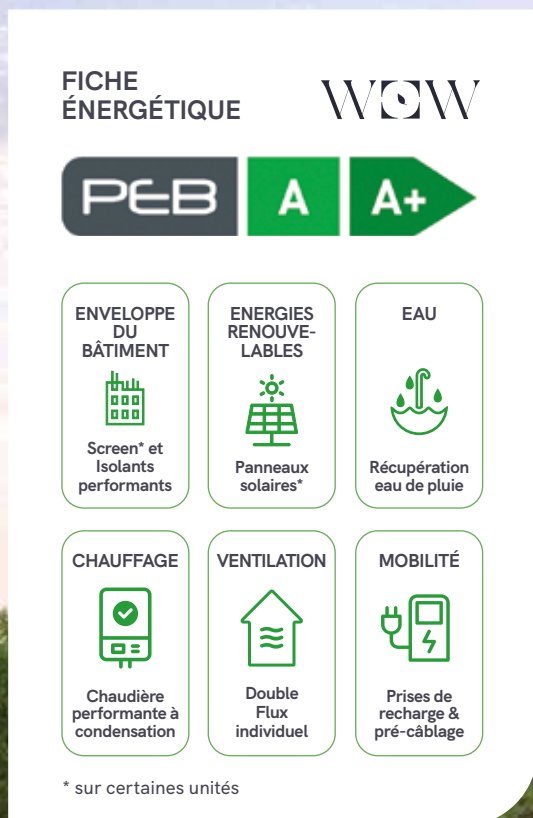 FICHE
ÉNERGÉTIQUE
WOW
PEB
A
A+
ENVELOPPE
DU
BÂTIMENT
Screen* et
Isolants
performants
ENERGIES
RENOUVE-
LABLES
Panneaux
solaires*
EAU
Récupération
eau de pluie
CHAUFFAGE
Chaudière
performante à
condensation
VENTILATION
Double
Flux
individuel
MOBILITÉ
Prises de
recharge &
pré-câblage
* sur certaines unités